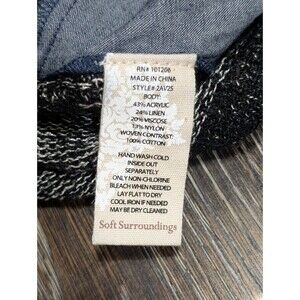 RN# 101206
MADE IN CHINA
STYLE# 2AV25
BODY:
43% ACRYLIC
24% LINEN
20% VISCOSE
13% NYLON
WOVEN CONTRAST:
100% COTTON
HAND WASH COLD
INSIDE OUT
SEPARATELY
ONLY NON-CHLORINE
BLEACH WHEN NEEDED
LAY FLAT TO DRY
COOL IRON IF NEEDED
MAY BE DRY CLEANED
Soft Surroundings